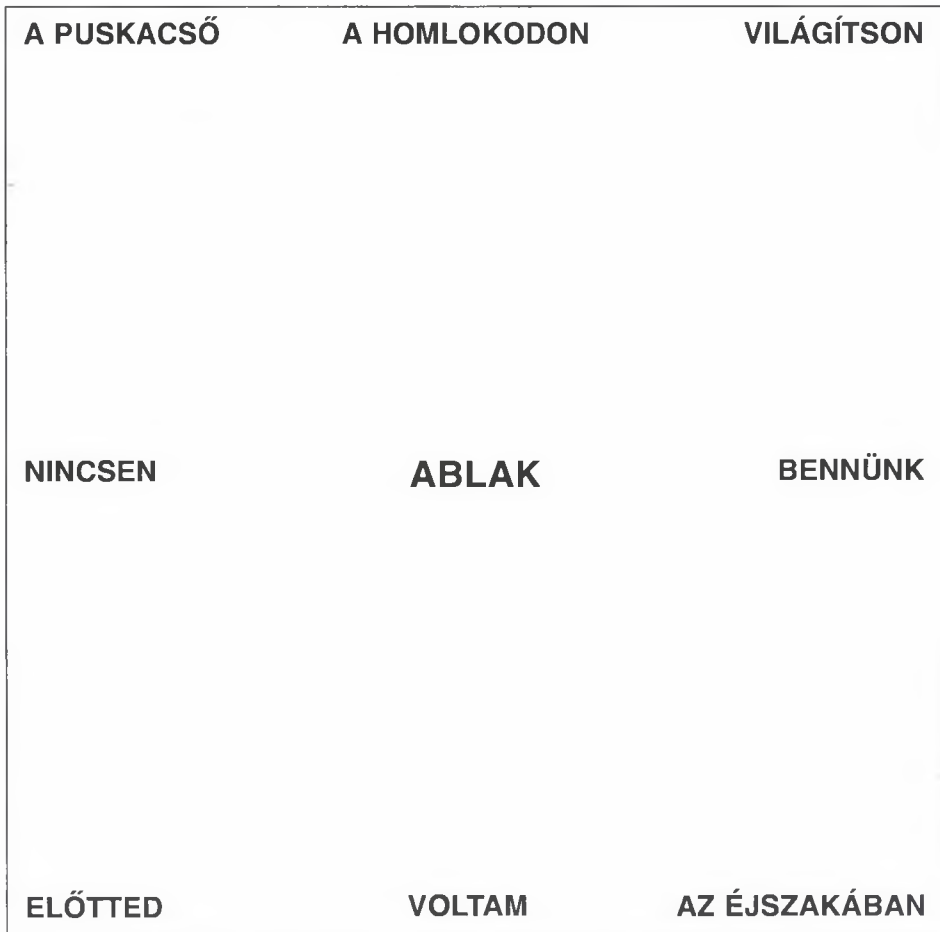 A PUSKACSŐ A HOMLOKODON VILÁGÍTSON
NINCSEN ABLAK BENNÜNK
ELŐTTED VOLTAM AZ ÉJSZAKÁBAN